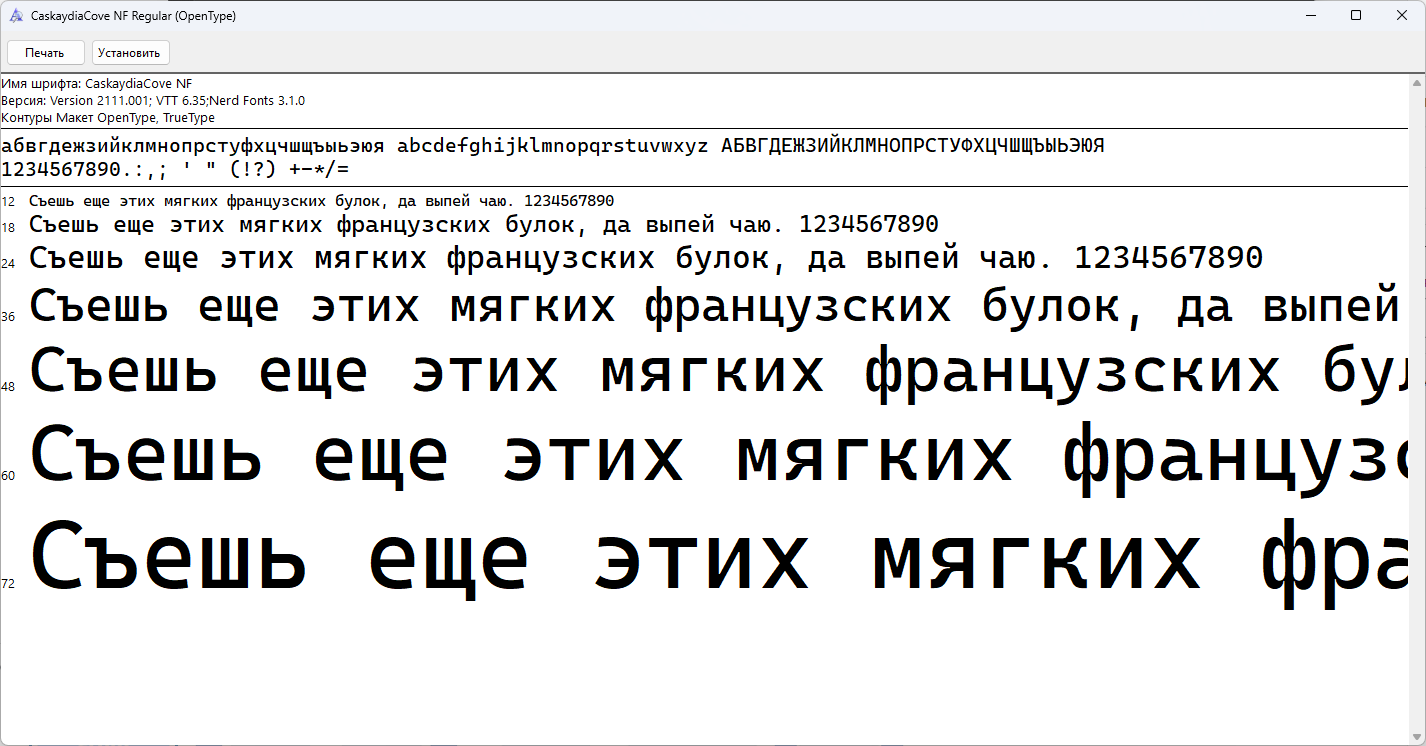 CaskaydiaCove NF Regular (OpenType)
Печать Установить
Имя шрифта: CaskaydiaCove NF
Версия: Version 2111.001; VTT 6.35;Nerd Fonts 3.1.0
Контуры Макет OpenType, TrueType
абвгдежзийклмнопрстуфхцчшщъыьэюя abcdefghijklmnopqrstuvwxyz АБВГДЕЖЗИЙКЛМНОПРСТУФХЦЧШЩЪЫЬЭЮЯ
1234567890.:,; ' " (!?) +-*/=
12 Съешь еще этих мягких французских булок, да выпей чаю. 1234567890
18 Съешь еще этих мягких французских булок, да выпей чаю. 1234567890
24 Съешь еще этих мягких французских булок, да выпей чаю. 1234567890
36 Съешь еще этих мягких французских булок, да выпей
48 Съешь еще этих мягких французских бул
60 Съешь еще этих мягких французс
72 Съешь еще этих мягких фра